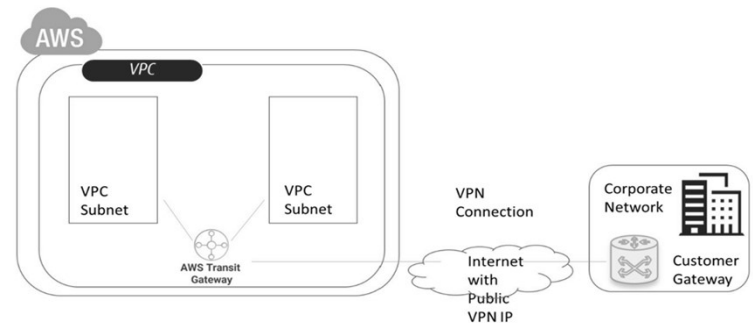 AWS
VPC
VPC
Subnet
VPC
Subnet
AWS Transit
Gateway
VPN
Connection
Internet
with
Public
VPN IP
Corporate
Network
Customer
Gateway